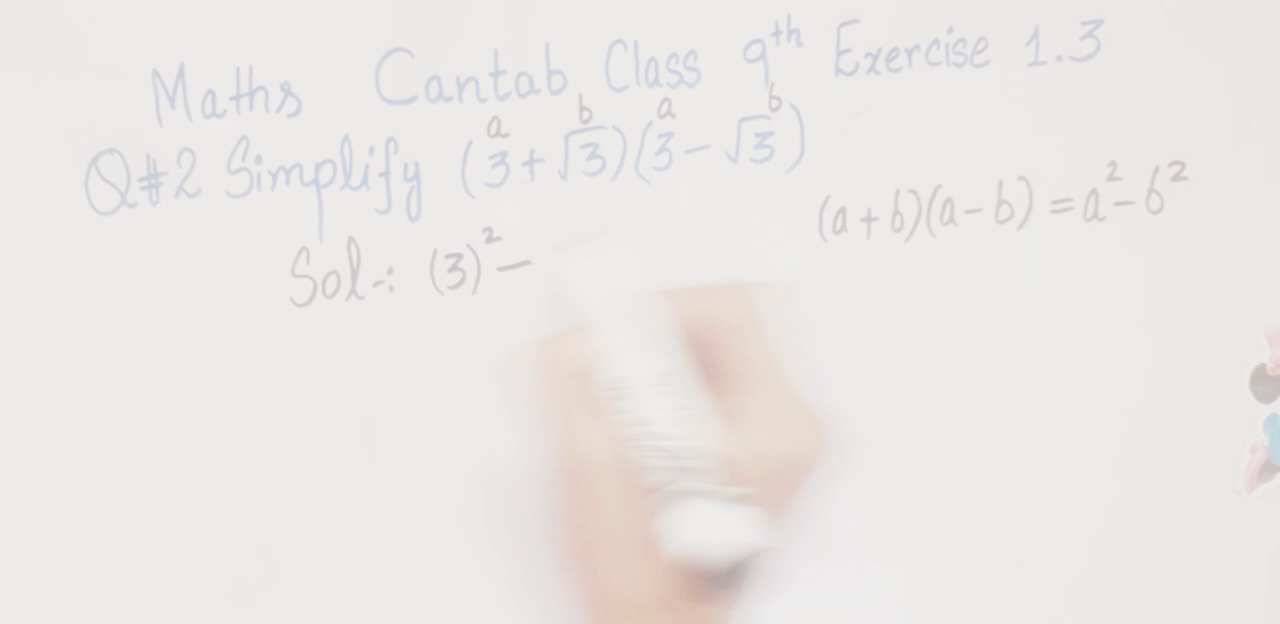 Maths Cantab Class 9th Exercise 1.3
a b a b
Q#2 Simplify (3+√3)(3-√3)
(a+b)(a-b) = a²-b²
Sol-: (3)² -